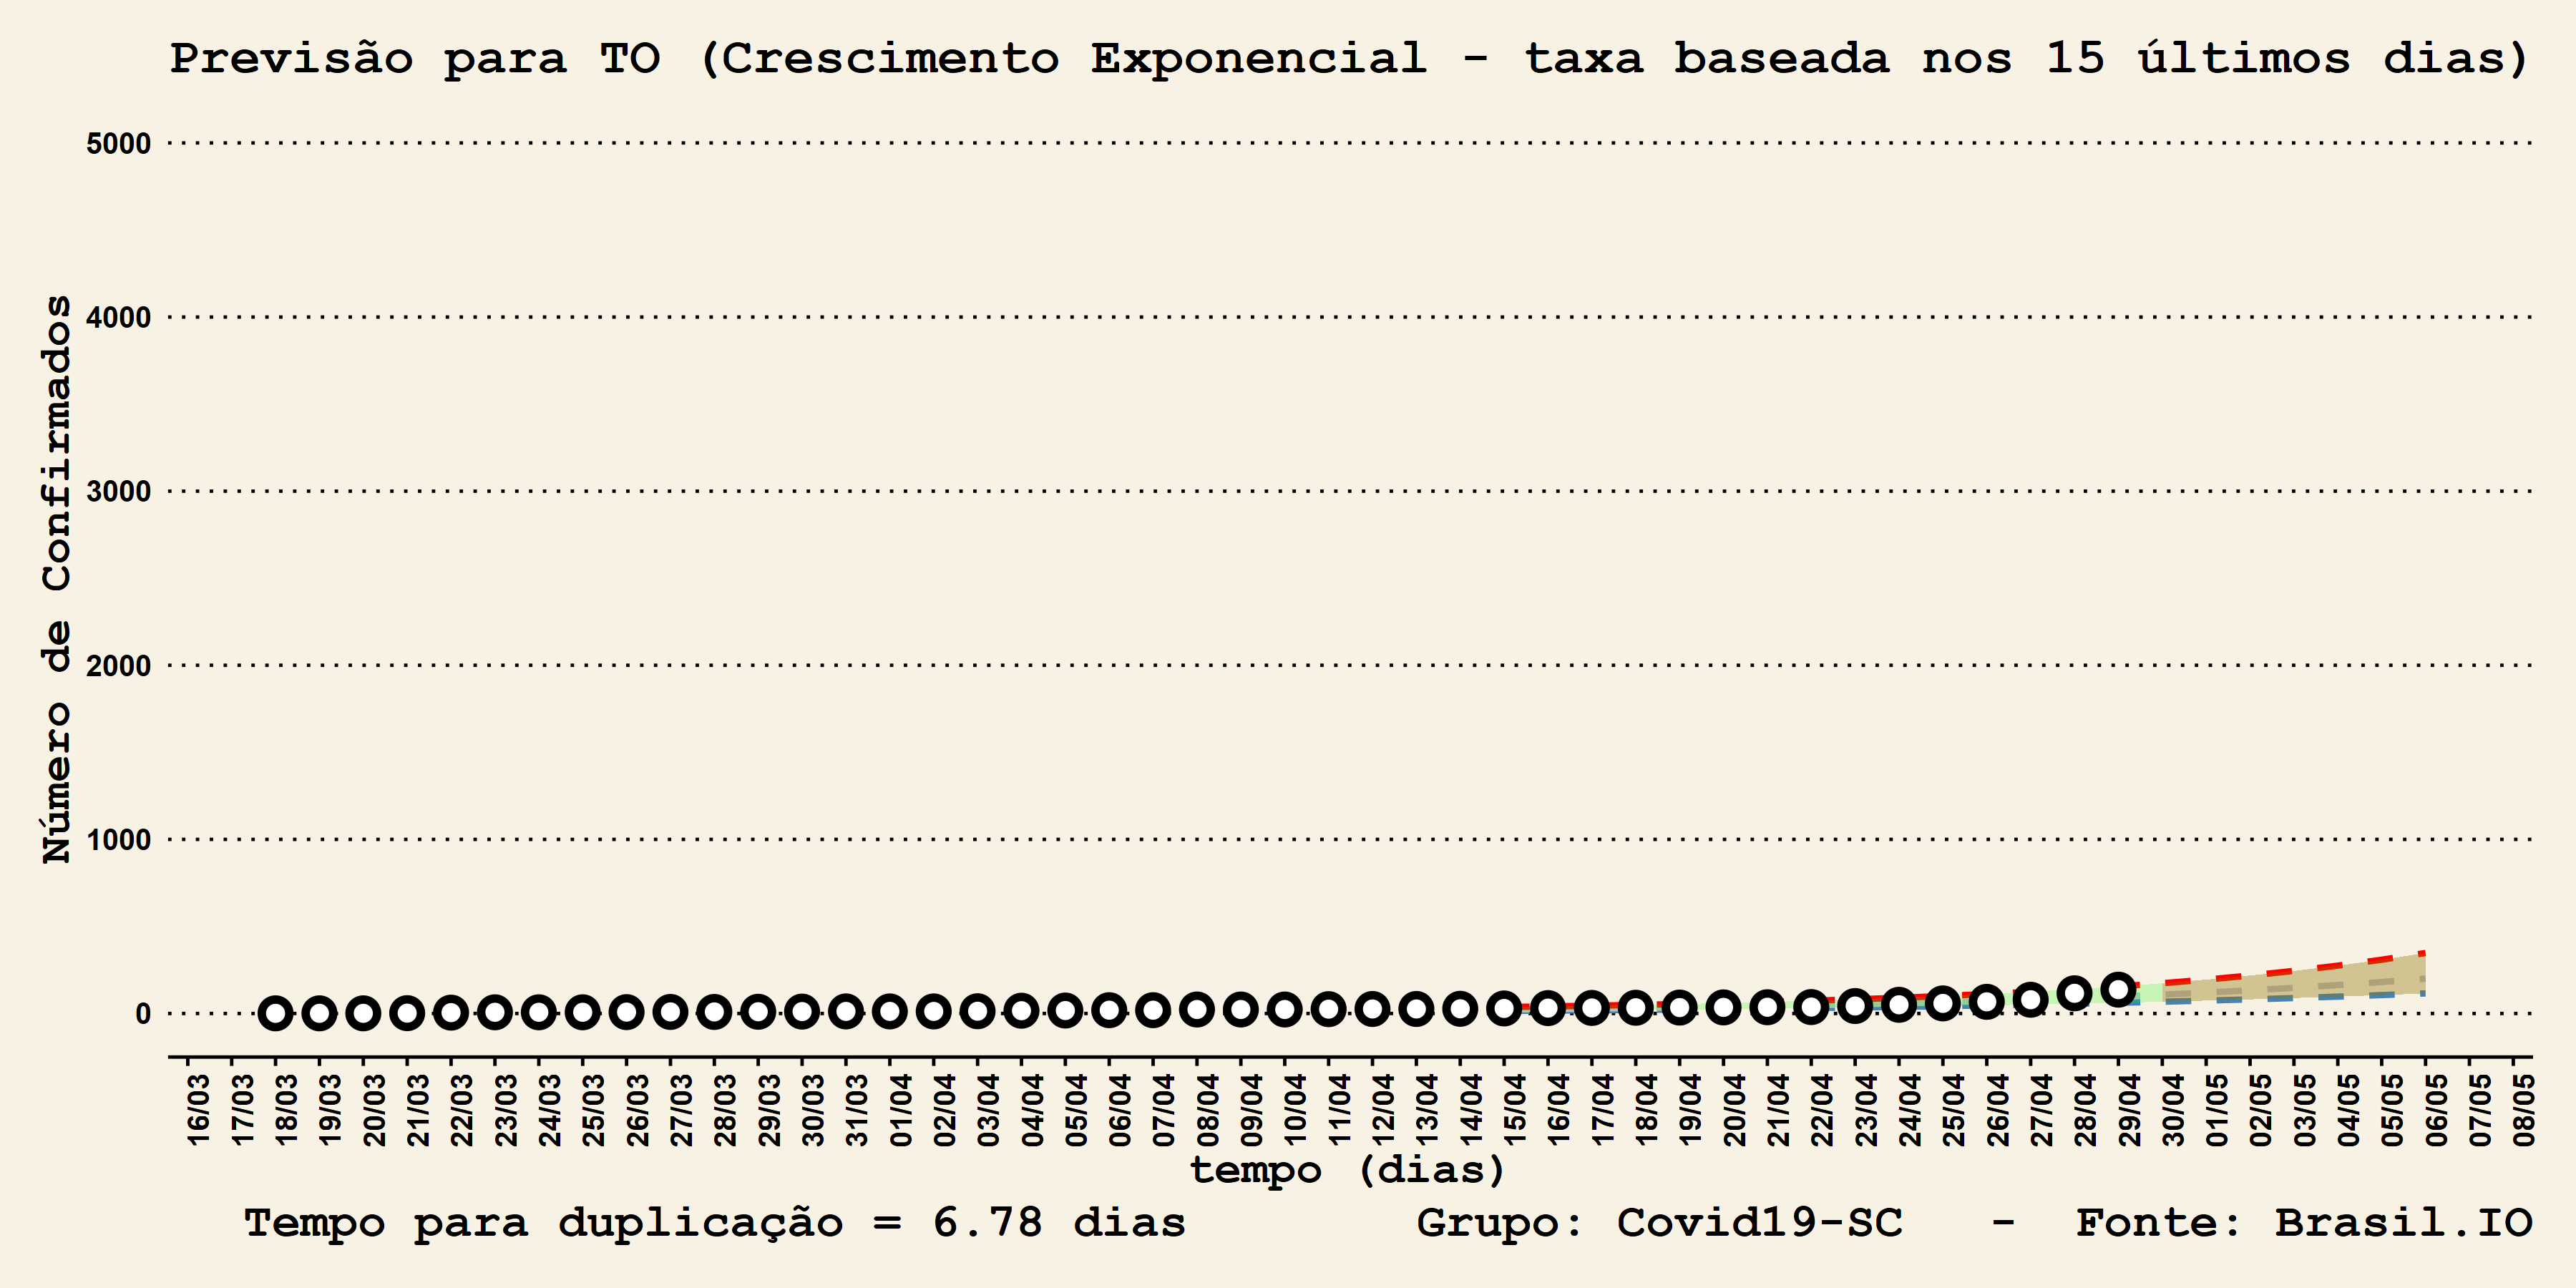 Previsão para TO (Crescimento Exponencial - taxa baseada nos 15 últimos dias)
Número de Confirmados
5000
4000
3000
2000
1000
0
16/03 17/03 18/03 19/03 20/03 21/03 22/03 23/03 24/03 25/03 26/03 27/03 28/03 29/03 30/03 31/03 01/04 02/04 03/04 04/04 05/04 06/04 07/04 08/04 09/04 10/04 11/04 12/04 13/04 14/04 15/04 16/04 17/04 18/04 19/04 20/04 21/04 22/04 23/04 24/04 25/04 26/04 27/04 28/04 29/04 30/04 01/05 02/05 03/05 04/05 05/05 06/05 07/05 08/05
tempo (dias)
Tempo para duplicação = 6.78 dias Grupo: Covid19-SC - Fonte: Brasil.IO